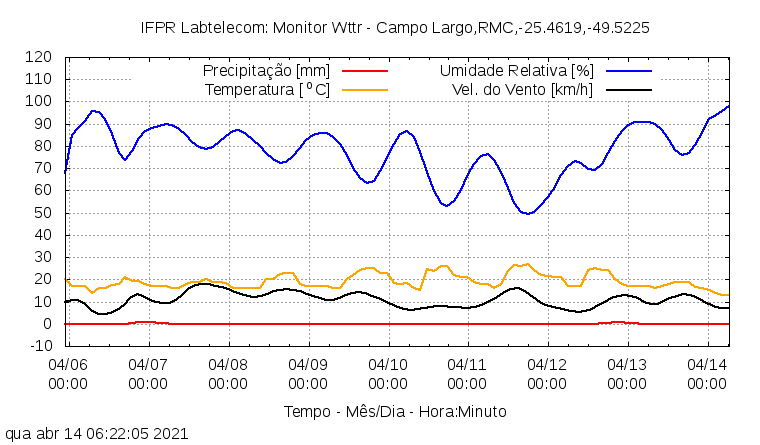 IFPR Labtelecom: Monitor Wttr - Campo Largo,RMC,-25.4619,-49.5225
Precipitação [mm]
Temperatura [⁰C]
Umidade Relativa [%]
Vel. do Vento [km/h]
120
110
100
90
80
70
60
50
40
30
20
10
0
-10
04/06 04/07 04/08 04/09 04/10 04/11 04/12 04/13 04/14
00:00 00:00 00:00 00:00 00:00 00:00 00:00 00:00 00:00
Tempo - Mês/Dia - Hora:Minuto
qua abr 14 06:22:05 2021